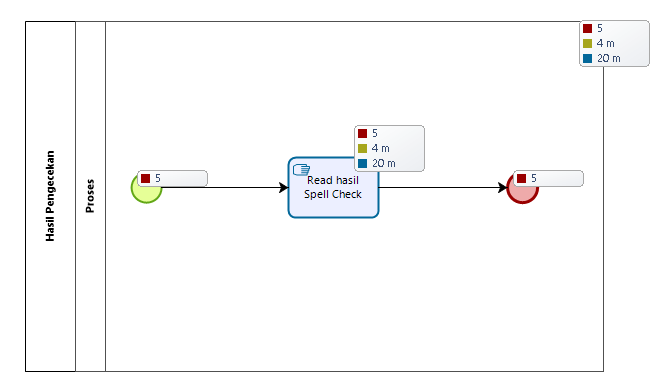 Hasil Pengecekan
Proses
5
4 m
20 m
5
4 m
20 m
5
Read hasil
Spell Check
5